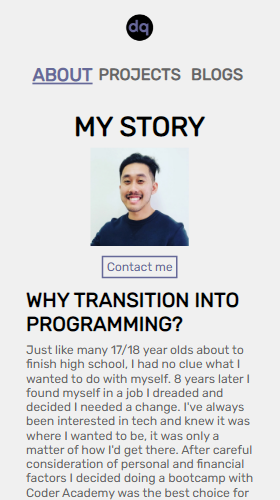 dq
ABOUT PROJECTS BLOGS
MY STORY
Contact me
WHY TRANSITION INTO
PROGRAMMING?
Just like many 17/18 year olds about to
finish high school, I had no clue what I
wanted to do with myself. 8 years later I
found myself in a job I dreaded and
decided I needed a change. I've always
been interested in tech and knew it was
where I wanted to be, it was only a
matter of how I'd get there. After careful
consideration of personal and financial
factors I decided doing a bootcamp with
Coder Academy was the best choice for